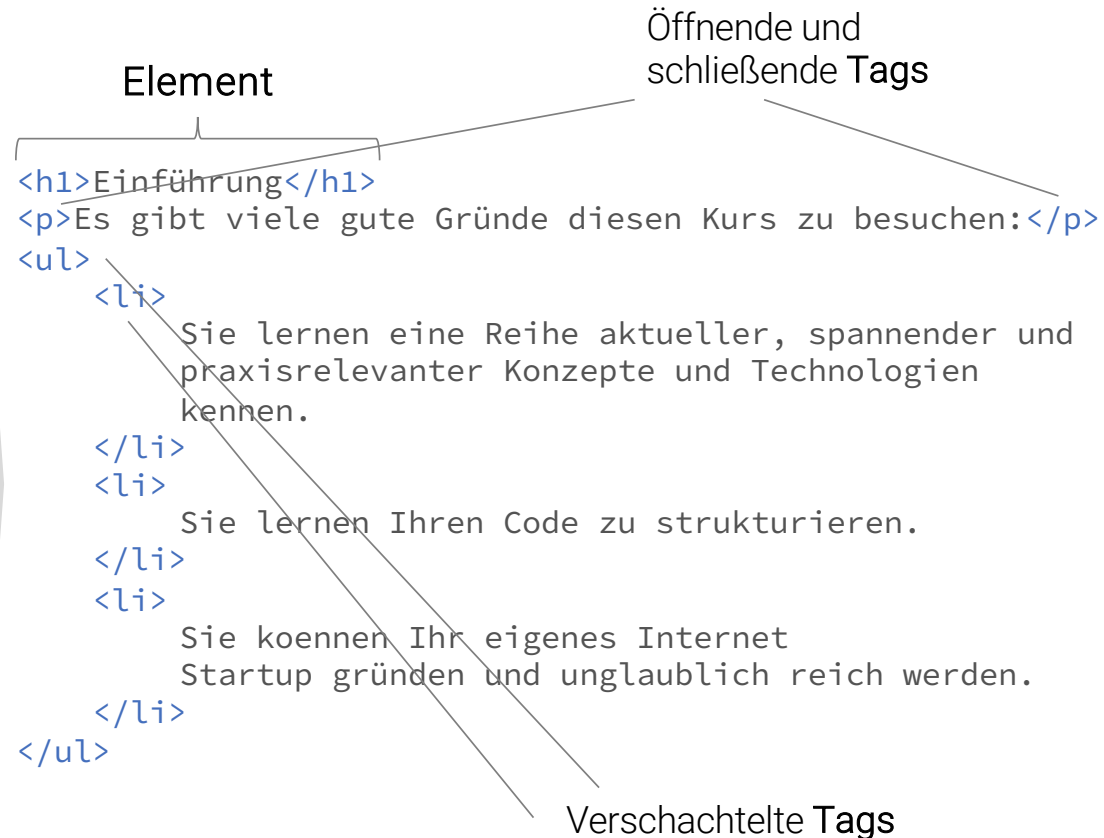 Öffnende und
schließende Tags
Element
<h1>Einführung</h1>
<p>Es gibt viele gute Gründe diesen Kurs zu besuchen:</p>
<ul>
<li>
Sie lernen eine Reihe aktueller, spannender und
praxisrelevanter Konzepte und Technologien
kennen.
</li>
<li>
Sie lernen Ihren Code zu strukturieren.
</li>
<li>
Sie koennen Ihr eigenes Internet
Startup gründen und unglaublich reich werden.
</li>
</ul>
Verschachtelte Tags